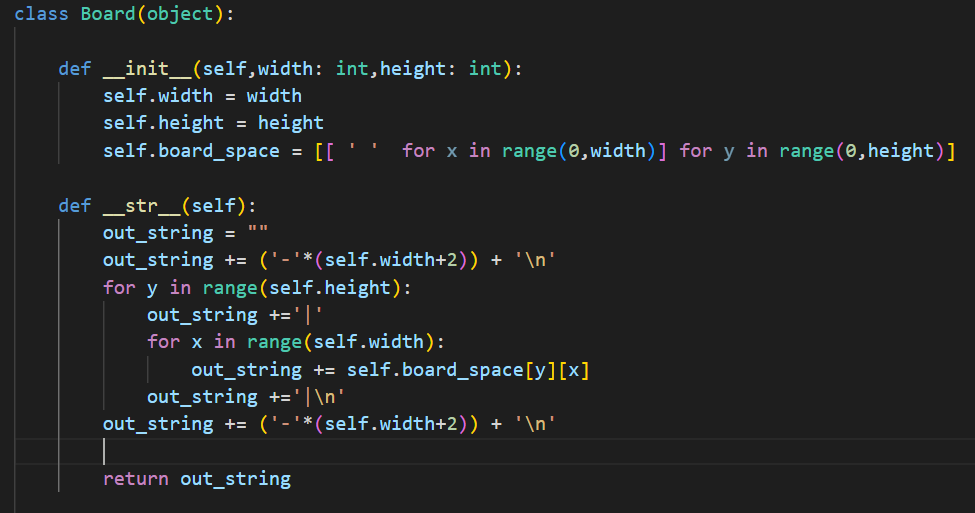 class Board(object):
    def __init__(self,width: int,height: int):
        self.width = width
        self.height = height
        self.board_space = [[ ' '  for x in range(0,width)] for y in range(0,height)]
    def __str__(self):
        out_string = ""
        out_string += ('-'*(self.width+2)) + '\n'
        for y in range(self.height):
            out_string +='|'
            for x in range(self.width):
                out_string += self.board_space[y][x]
            out_string +='|\n'
        out_string += ('-'*(self.width+2)) + '\n'
        return out_string